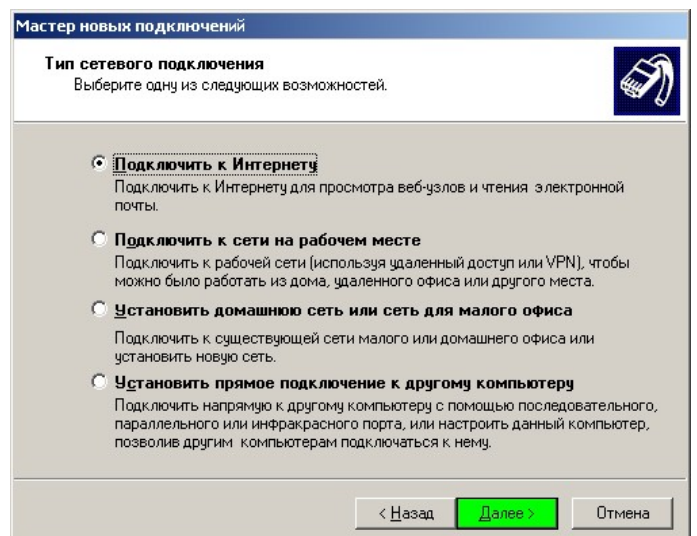 Мастер новых подключений
Тип сетевого подключения
Выберите одну из следующих возможностей.
Подключить к Интернету
Подключить к Интернету для просмотра веб-узлов и чтения электронной
почты.
Подключить к сети на рабочем месте
Подключить к рабочей сети (используя удаленный доступ или VPN), чтобы
можно было работать из дома, удаленного офиса или другого места.
Установить домашнюю сеть или сеть для малого офиса
Подключить к существующей сети малого или домашнего офиса или
установить новую сеть.
Установить прямое подключение к другому компьютеру
Подключить напрямую к другому компьютеру с помощью последовательного,
параллельного или инфракрасного порта, или настроить данный компьютер,
позволив другим компьютерам подключаться к нему.
< Назад Далее > Отмена